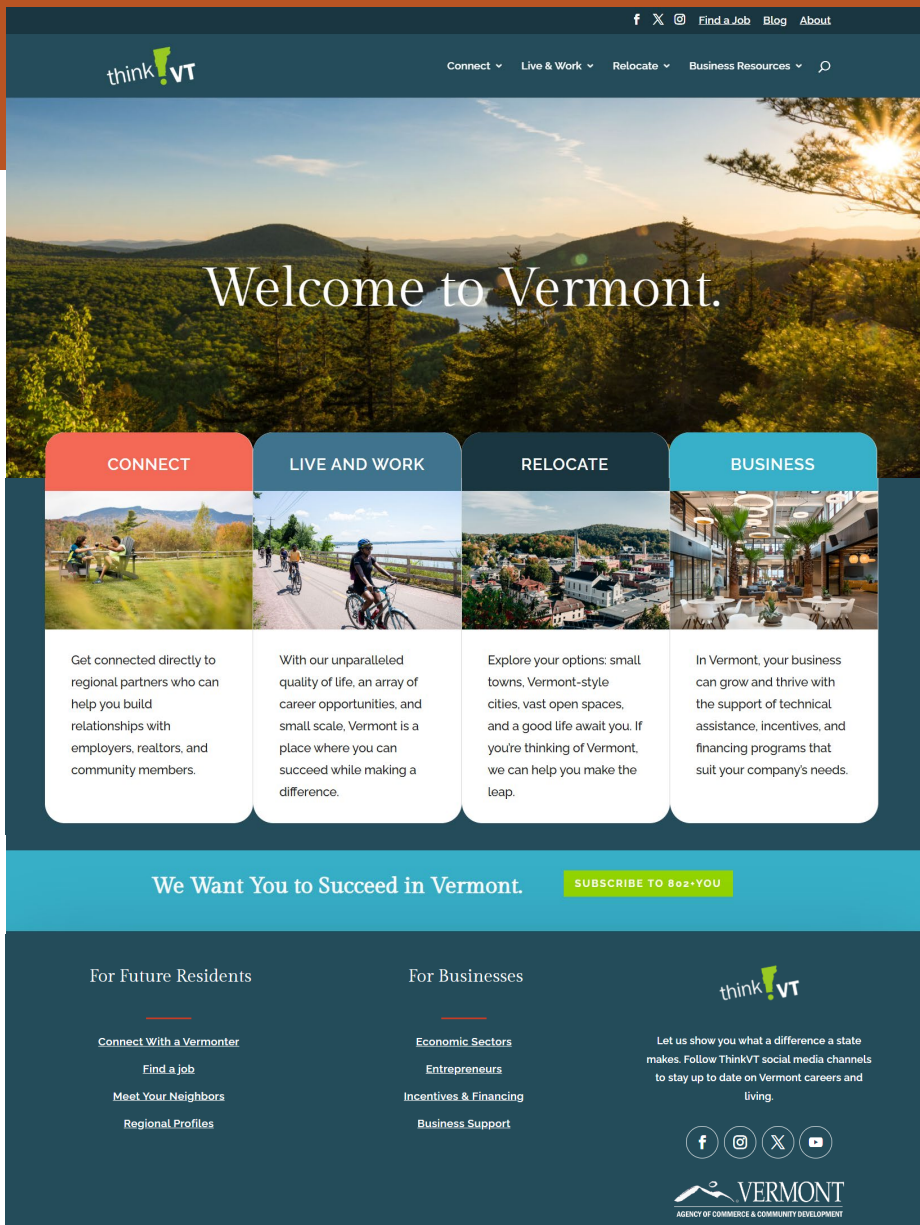 Find a Job Blog About
think VT
Connect Live & Work Relocate Business Resources
Welcome to Vermont.
CONNECT
LIVE AND WORK
RELOCATE
BUSINESS
Get connected directly to
regional partners who can
help you build
relationships with
employers, realtors, and
community members.
With our unparalleled
quality of life, an array of
career opportunities, and
small scale, Vermont is a
place where you can
succeed while making a
difference.
Explore your options: small
towns, Vermont-style
cities, vast open spaces,
and a good life await you. If
you're thinking of Vermont,
we can help you make the
leap.
In Vermont, your business
can grow and thrive with
the support of technical
assistance, incentives, and
financing programs that
suit your company's needs.
We Want You to Succeed in Vermont.
SUBSCRIBE TO 802•YOU
For Future Residents
Connect With a Vermonter
Find a job
Meet Your Neighbors
Regional Profiles
For Businesses
Economic Sectors
Entrepreneurs
Incentives & Financing
Business Support
think VT
Let us show you what a difference a state
makes. Follow ThinkVT social media channels
to stay up to date on Vermont careers and
living.
VERMONT
AGENCY OF COMMERCE & COMMUNITY DEVELOPMENT